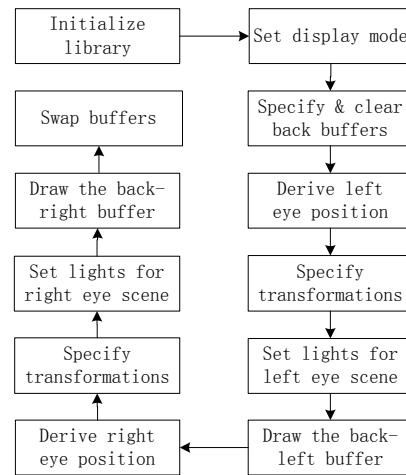 Initialize
library
Set display mode
Specify & clear
back buffers
Derive left
eye position
Specify
transformations
Set lights for
left eye scene
Draw the back-
left buffer
Derive right
eye position
Specify
transformations
Set lights for
right eye scene
Draw the back-
right buffer
Swap buffers